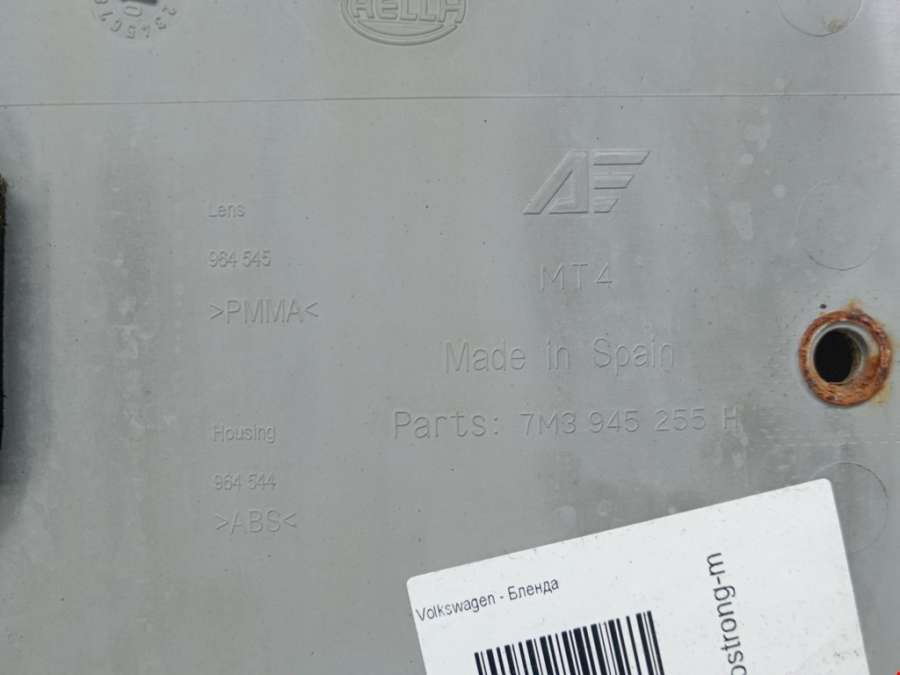 HELLA
Lens
964 545
>PMMA<
MT4
Made in Spain
Parts: 7M3 945 255 H
Housing
964 544
>ABS<
Volkswagen - Бленда
ostrong-m